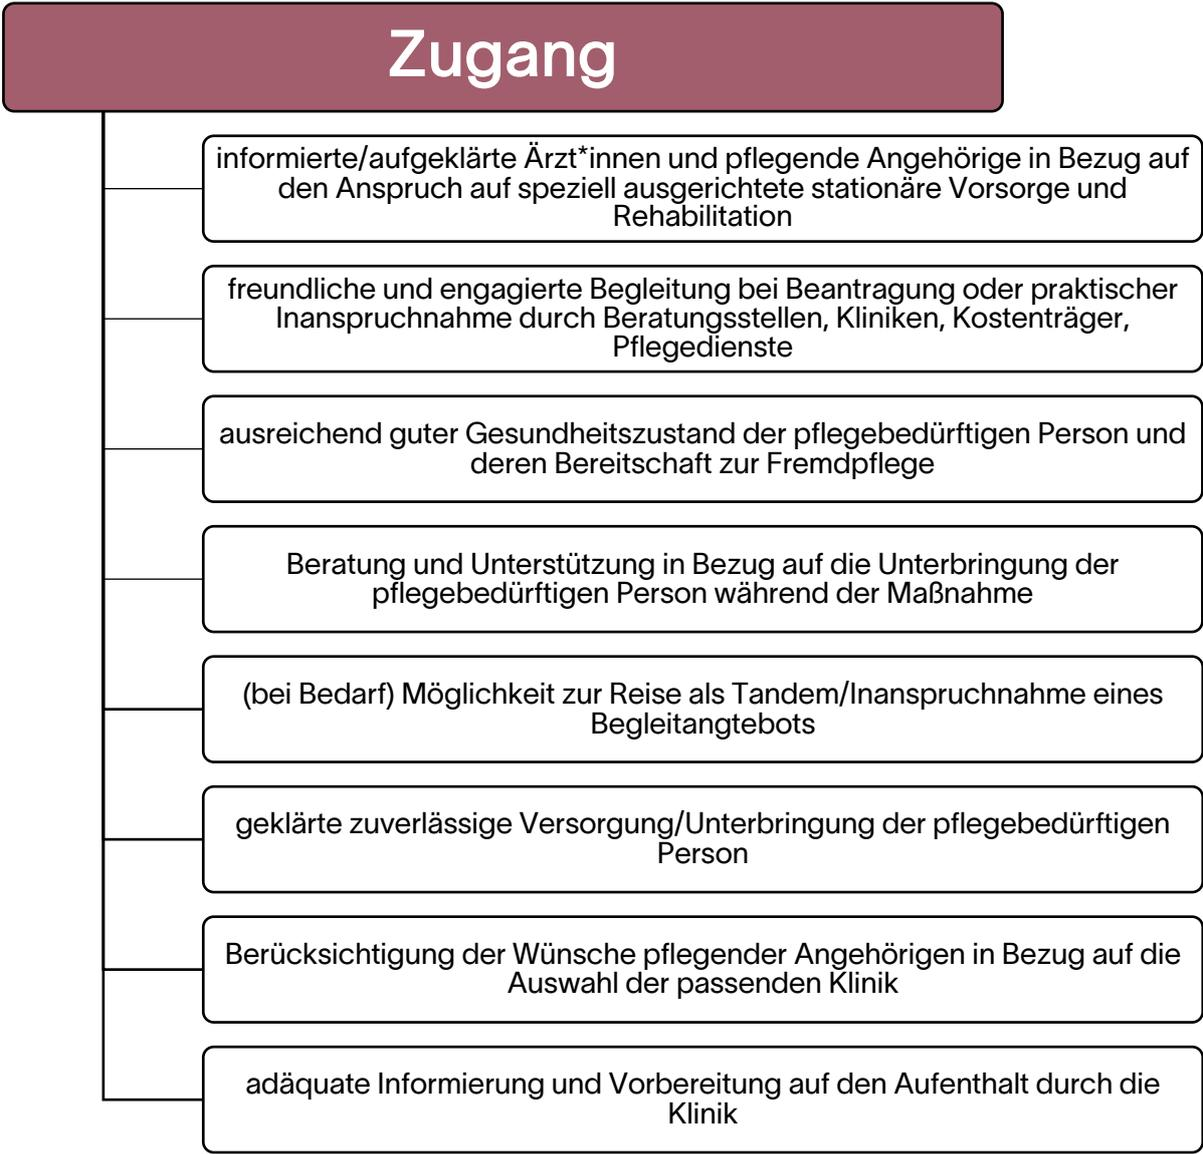 Zugang
informierte/aufgeklärte Ärzt*innen und pflegende Angehörige in Bezug auf
den Anspruch auf speziell ausgerichtete stationäre Vorsorge und
Rehabilitation
freundliche und engagierte Begleitung bei Beantragung oder praktischer
Inanspruchnahme durch Beratungsstellen, Kliniken, Kostenträger,
Pflegedienste
ausreichend guter Gesundheitszustand der pflegebedürftigen Person und
deren Bereitschaft zur Fremdpflege
Beratung und Unterstützung in Bezug auf die Unterbringung der
pflegebedürftigen Person während der Maßnahme
(bei Bedarf) Möglichkeit zur Reise als Tandem/Inanspruchnahme eines
Begleitangtebots
geklärte zuverlässige Versorgung/Unterbringung der pflegebedürftigen
Person
Berücksichtigung der Wünsche pflegender Angehörigen in Bezug auf die
Auswahl der passenden Klinik
adäquate Informierung und Vorbereitung auf den Aufenthalt durch die
Klinik